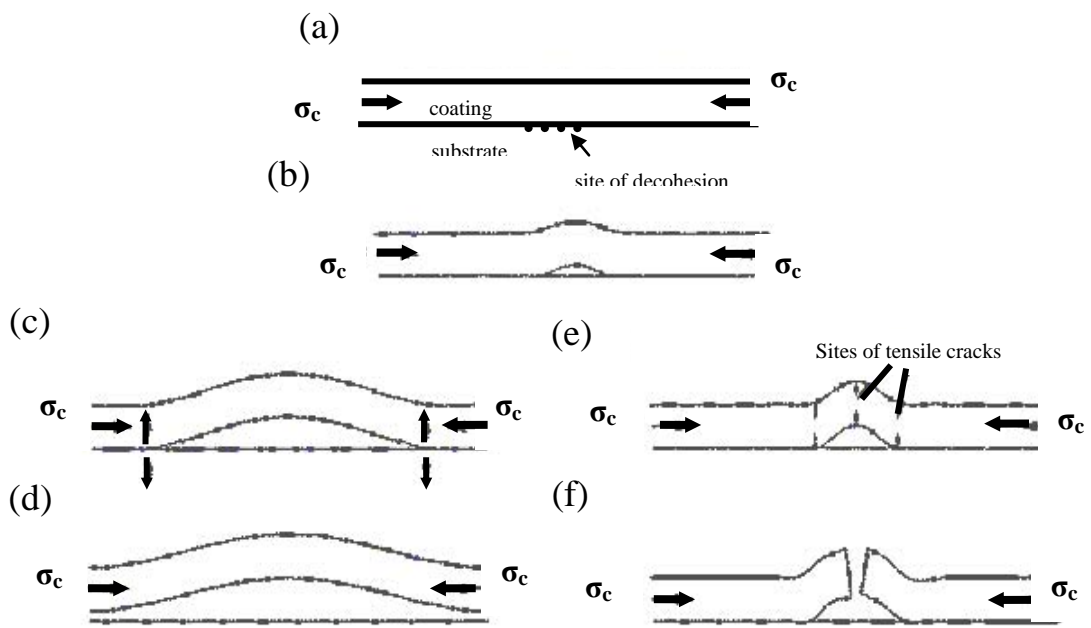 (a)
σc
σc
coating
substrate
site of decohesion
(b)
σc
σc
(c)
σc
σc
(d)
σc
σc
(e)
Sites of tensile cracks
σc
σc
(f)
σc
σc